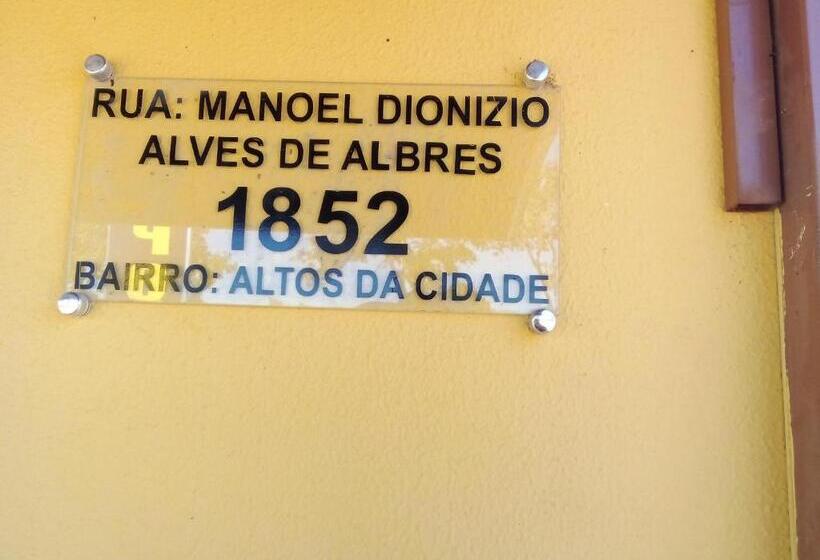 RUA: MANOEL DIONIZIO
ALVES DE ALBRES
1852
BAIRRO: ALTOS DA CIDADE